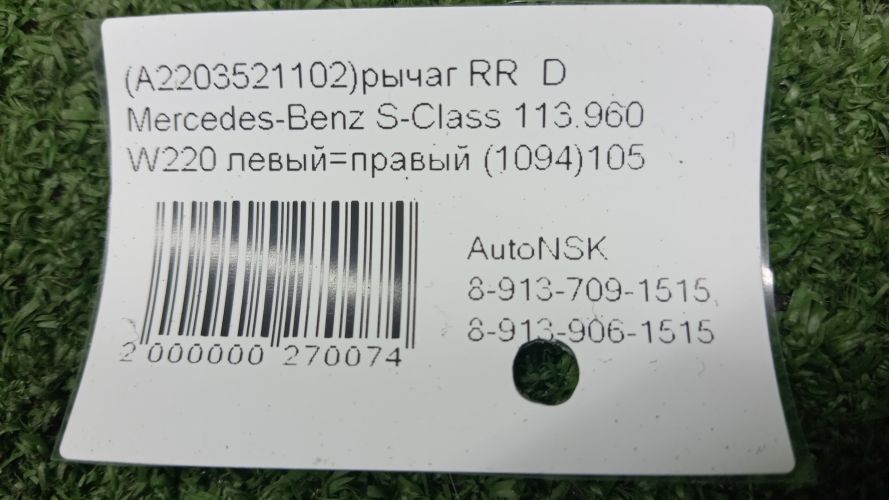 (A2203521102)рычаг RR D
Mercedes-Benz S-Class 113.960
W220 левый=правый (1094)105
AutoNSK
8-913-709-1515,
8-913-906-1515
2 000000 270074